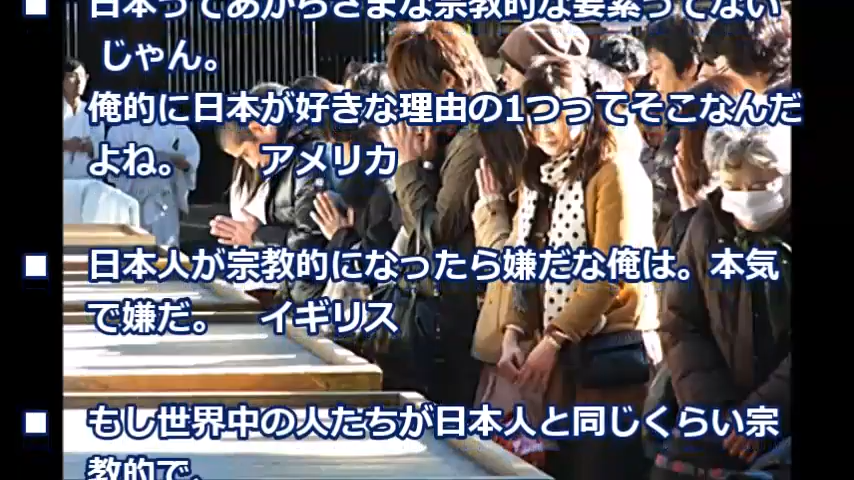 ■ 日本ってあからさまな宗教的な要素ってない
じゃん。
俺的に日本が好きな理由の1つってそこなんだ
よね。 アメリカ
■ 日本人が宗教的になったら嫌だな俺は。本気
で嫌だ。 イギリス
■ もし世界中の人たちが日本人と同じくらい宗
教的で、